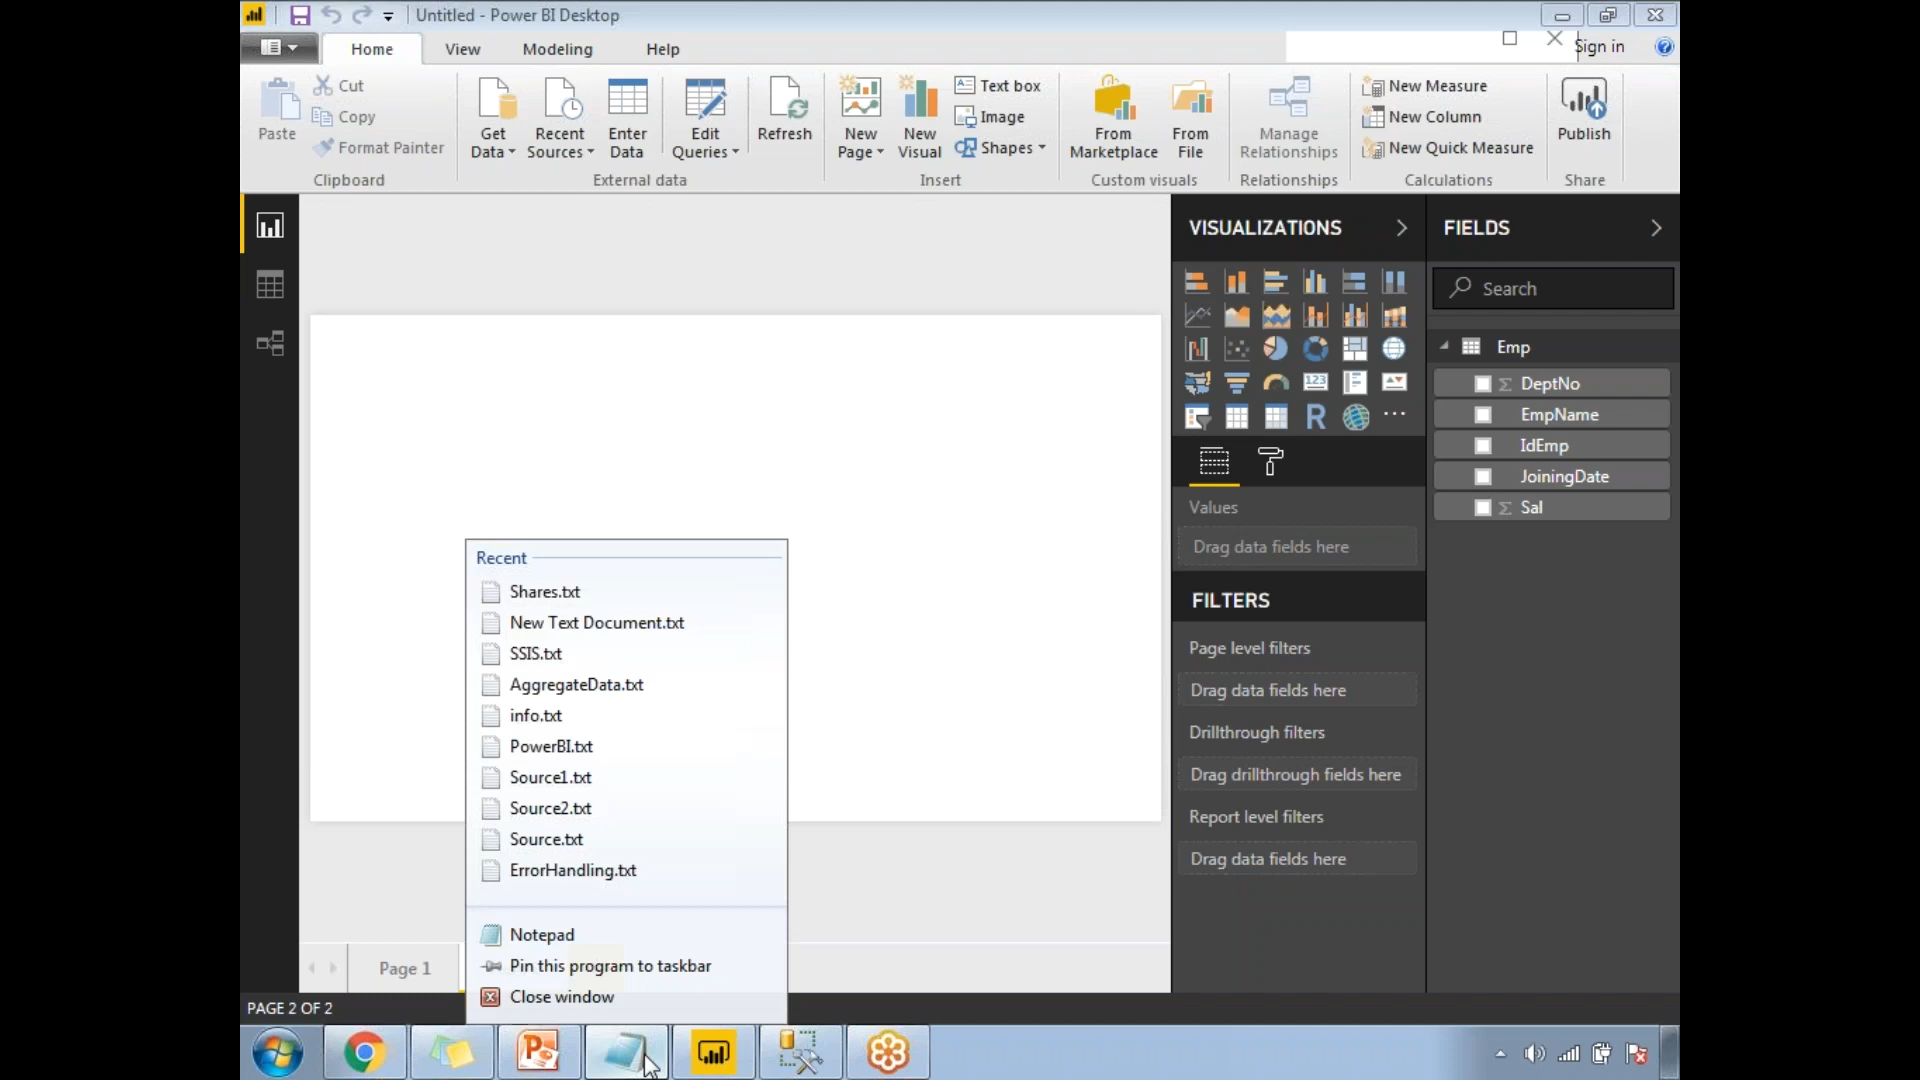 Untitled - Power BI Desktop
Home View Modeling Help
Sign in
Paste
Cut
Copy
Format Painter
Clipboard
Get Data
Recent Sources
Enter Data
Edit Queries
Refresh
External data
New Page
New Visual
Text box
Image
Shapes
Insert
From Marketplace
From File
Custom visuals
Manage Relationships
Relationships
New Measure
New Column
New Quick Measure
Calculations
Publish
Share
VISUALIZATIONS
123
R
Values
Drag data fields here
FILTERS
Page level filters
Drag data fields here
Drillthrough filters
Drag drillthrough fields here
Report level filters
Drag data fields here
FIELDS
Search
Emp
Σ DeptNo
EmpName
IdEmp
JoiningDate
Σ Sal
Recent
Shares.txt
New Text Document.txt
SSIS.txt
AggregateData.txt
info.txt
PowerBI.txt
Source1.txt
Source2.txt
Source.txt
ErrorHandling.txt
Notepad
Pin this program to taskbar
Close window
Page 1
PAGE 2 OF 2